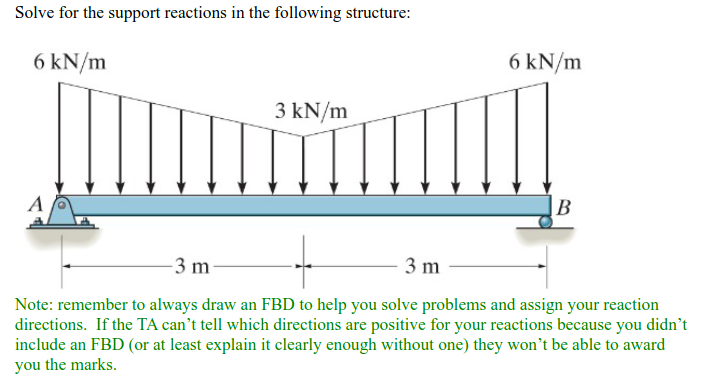 Solve for the support reactions in the following structure:
6 kN/m
6 kN/m
3 kN/m
A
B
3 m
3 m
Note: remember to always draw an FBD to help you solve problems and assign your reaction
directions.  If the TA can’t tell which directions are positive for your reactions because you didn’t
include an FBD (or at least explain it clearly enough without one) they won’t be able to award
you the marks.